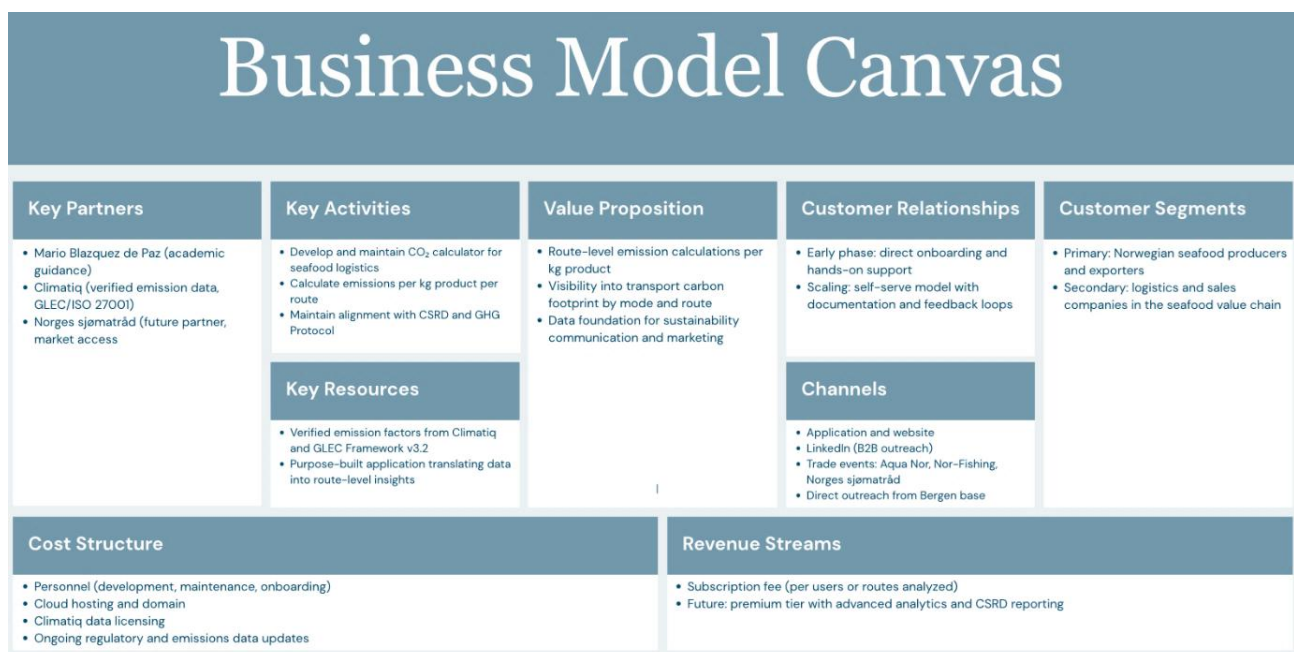 Business Model Canvas
Key Partners
• Mario Blazquez de Paz (academic
guidance)
• Climatiq (verified emission data,
GLEC/ISO 27001)
• Norges sjømatråd (future partner,
market access
Key Activities
• Develop and maintain CO₂ calculator for
seafood logistics
• Calculate emissions per kg product per
route
• Maintain alignment with CSRD and GHG
Protocol
Key Resources
• Verified emission factors from Climatiq
and GLEC Framework v3.2
• Purpose-built application translating data
into route-level insights
Value Proposition
• Route-level emission calculations per
kg product
• Visibility into transport carbon
footprint by mode and route
• Data foundation for sustainability
communication and marketing
Customer Relationships
• Early phase: direct onboarding and
hands-on support
• Scaling: self-serve model with
documentation and feedback loops
Channels
• Application and website
• LinkedIn (B2B outreach)
• Trade events: Aqua Nor, Nor-Fishing,
Norges sjømatråd
• Direct outreach from Bergen base
Customer Segments
• Primary: Norwegian seafood producers
and exporters
• Secondary: logistics and sales
companies in the seafood value chain
Cost Structure
• Personnel (development, maintenance, onboarding)
• Cloud hosting and domain
• Climatiq data licensing
• Ongoing regulatory and emissions data updates
Revenue Streams
• Subscription fee (per users or routes analyzed)
• Future: premium tier with advanced analytics and CSRD reporting